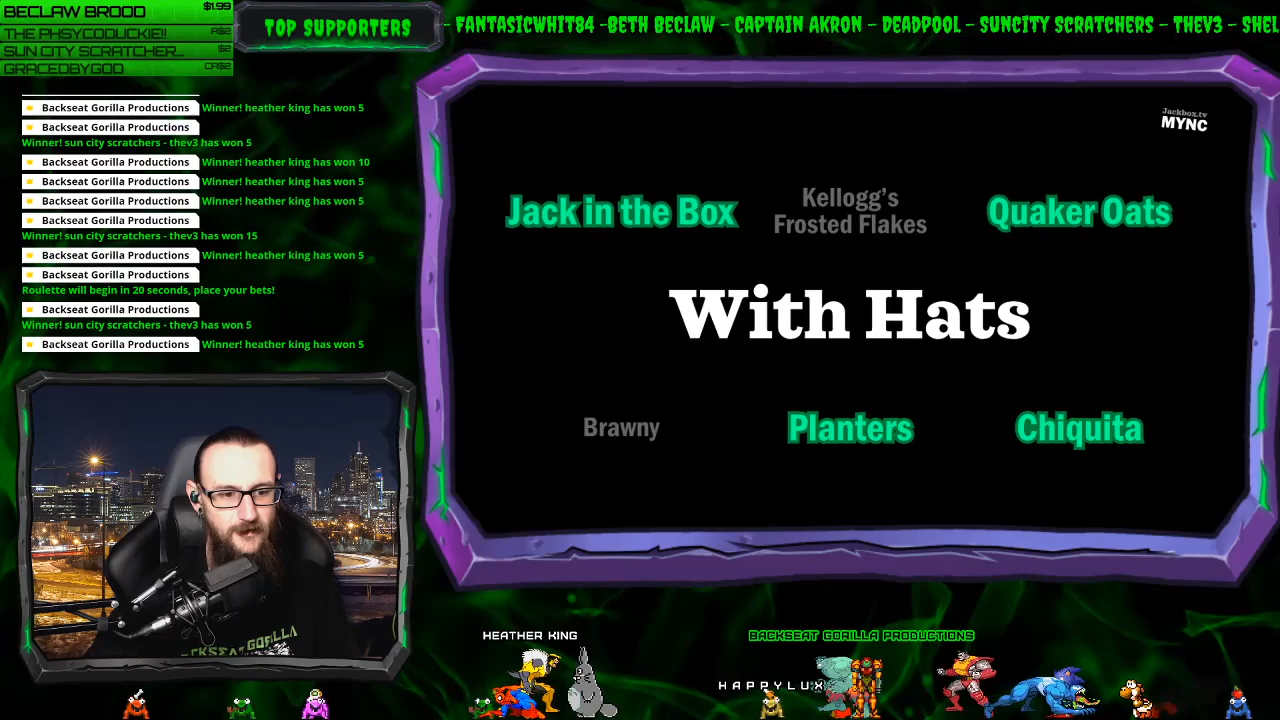 BECLAW BROOD $1.99
THE PHSYCODUCKIE!! A$2
SUN CITY SCRATCHER... $2
GRACEDBYGOD CA$2
TOP SUPPORTERS
- FANTASICWHIT84 -BETH BECLAW - CAPTAIN AKRON - DEADPOOL - SUNCITY SCRATCHERS - THEV3 - SHEL
Backseat Gorilla Productions Winner! heather king has won 5
Backseat Gorilla Productions
Winner! sun city scratchers - thev3 has won 5
Backseat Gorilla Productions Winner! heather king has won 10
Backseat Gorilla Productions Winner! heather king has won 5
Backseat Gorilla Productions Winner! heather king has won 5
Backseat Gorilla Productions
Winner! sun city scratchers - thev3 has won 15
Backseat Gorilla Productions Winner! heather king has won 5
Backseat Gorilla Productions
Roulette will begin in 20 seconds, place your bets!
Backseat Gorilla Productions
Winner! sun city scratchers - thev3 has won 5
Backseat Gorilla Productions Winner! heather king has won 5
Jackbox.tv
MYNC
Jack in the Box
Kellogg's
Frosted Flakes
Quaker Oats
With Hats
Brawny
Planters
Chiquita
GORILLA
HEATHER KING
BACKSEAT GORILLA PRODUCTIONS
HAPPYLUX